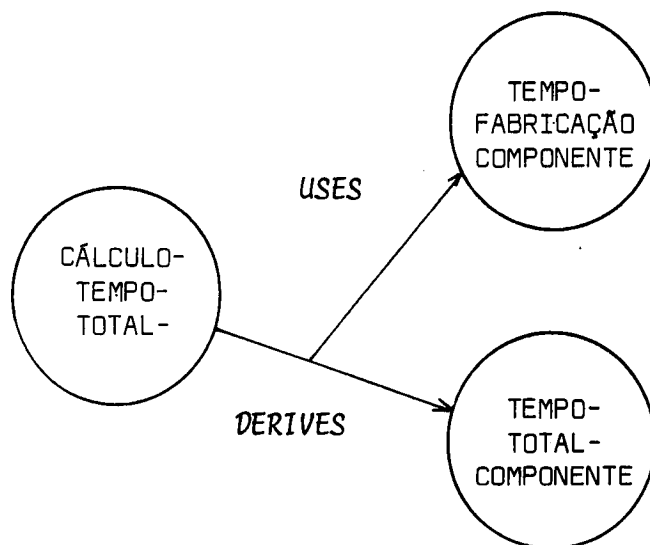 TEMPO-
FABRICAÇÃO
COMPONENTE
USES
CÁLCULO-
TEMPO-
TOTAL-
DERIVES
TEMPO-
TOTAL-
COMPONENTE